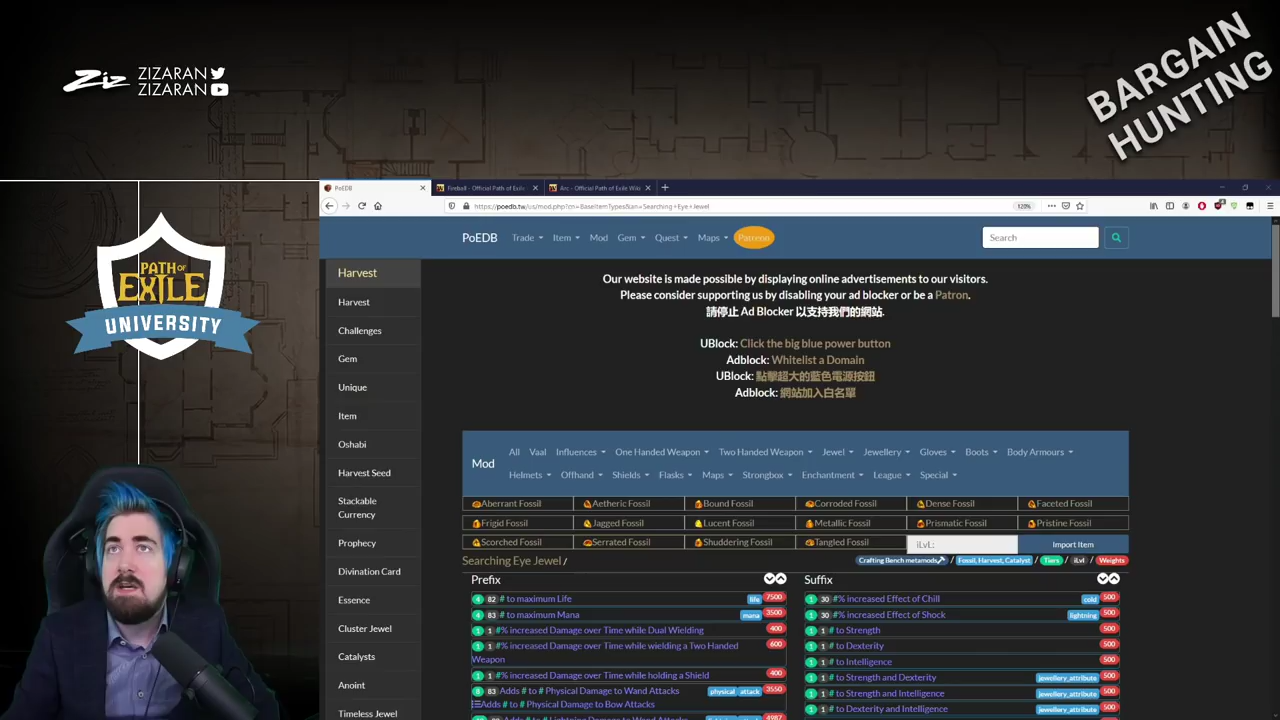 Ziz
ZIZARAN
ZIZARAN
BARGAIN
HUNTING
PATH OF
EXILE
UNIVERSITY
PoEDB
Fireball - Official Path of Exile
Arc - Official Path of Exile Wiki
https://poedb.tw/us/mod.php?cn=BaseItemTypes&an=Searching+Eye+Jewel
120%
PoEDB
Trade
Item
Mod
Gem
Quest
Maps
Patreon
Search
Harvest
Harvest
Challenges
Gem
Unique
Item
Oshabi
Harvest Seed
Stackable
Currency
Prophecy
Divination Card
Essence
Cluster Jewel
Catalysts
Anoint
Timeless Jewel
Our website is made possible by displaying online advertisements to our visitors.
Please consider supporting us by disabling your ad blocker or be a Patron.
請停止 Ad Blocker 以支持我們的網站.
UBlock: Click the big blue power button
Adblock: Whitelist a Domain
UBlock: 點擊超大的藍色電源按鈕
Adblock: 網站加入白名單
Mod
All Vaal Influences One Handed Weapon Two Handed Weapon Jewel Jewellery Gloves Boots Body Armours
Helmets Offhand Shields Flasks Maps Strongbox Enchantment League Special
Aberrant Fossil Aetheric Fossil Bound Fossil Corroded Fossil Dense Fossil Faceted Fossil
Frigid Fossil Jagged Fossil Lucent Fossil Metallic Fossil Prismatic Fossil Pristine Fossil
Scorched Fossil Serrated Fossil Shuddering Fossil Tangled Fossil iLvL: Import Item
Searching Eye Jewel /
Crafting Bench metamods / Fossil, Harvest, Catalyst / Tiers / iLvl / Weights
Prefix
4 82 # to maximum Life life 7500
4 83 # to maximum Mana mana 3500
1 1 #% increased Damage over Time while Dual Wielding 400
1 1 #% increased Damage over Time while wielding a Two Handed
Weapon 600
1 1 #% increased Damage over Time while holding a Shield 400
8 83 Adds # to # Physical Damage to Wand Attacks physical attack 3550
Adds # to # Physical Damage to Bow Attacks
Adds # to # Lightning Damage to Wand Attacks 4987
Suffix
1 30 #% increased Effect of Chill cold 500
1 30 #% increased Effect of Shock lightning 500
1 1 # to Strength 500
1 1 # to Dexterity 500
1 1 # to Intelligence 500
1 1 # to Strength and Dexterity jewellery_attribute 500
1 1 # to Strength and Intelligence jewellery_attribute 500
1 1 # to Dexterity and Intelligence jewellery_attribute 500